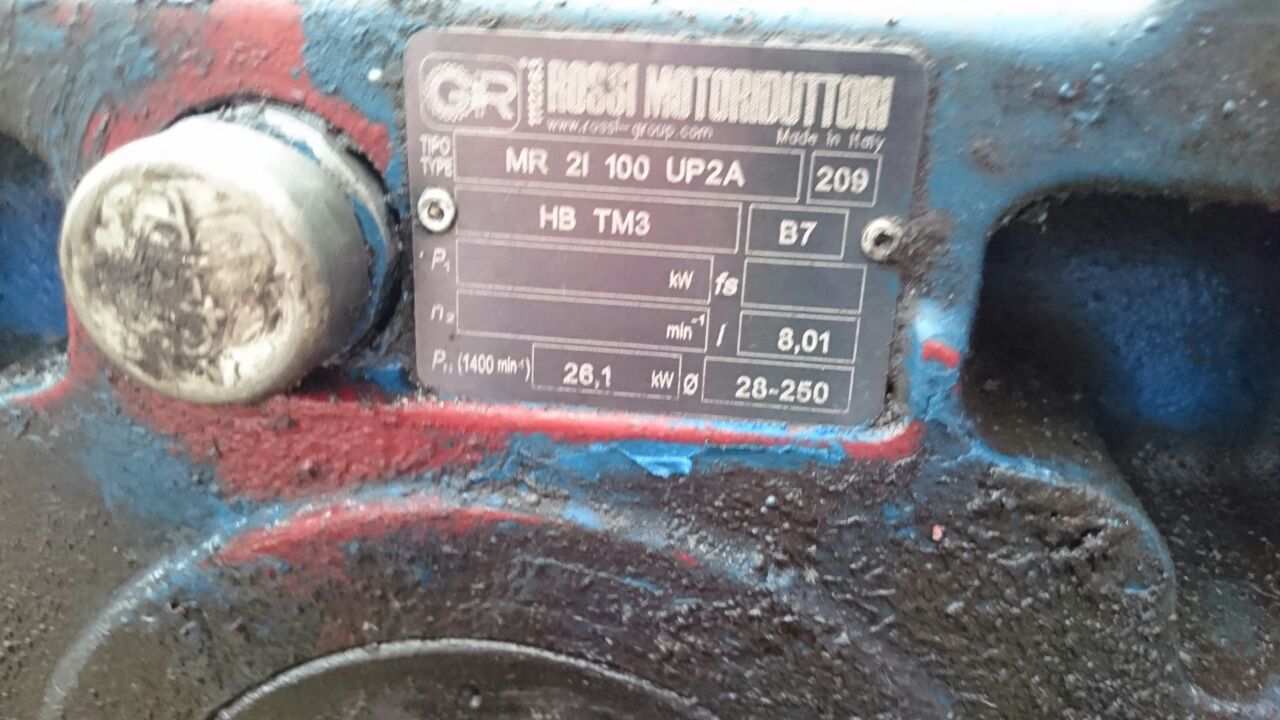 GR ROSSI MOTORIDUTTORI
www.rossi-group.com Made in Italy
TIPO
TYPE MR 2I 100 UP2A 209
HB TM3 B7
P₁ kW fs
n₂ min⁻¹ i 8,01
(1400 min⁻¹) 26,1 kW Ø 28-250